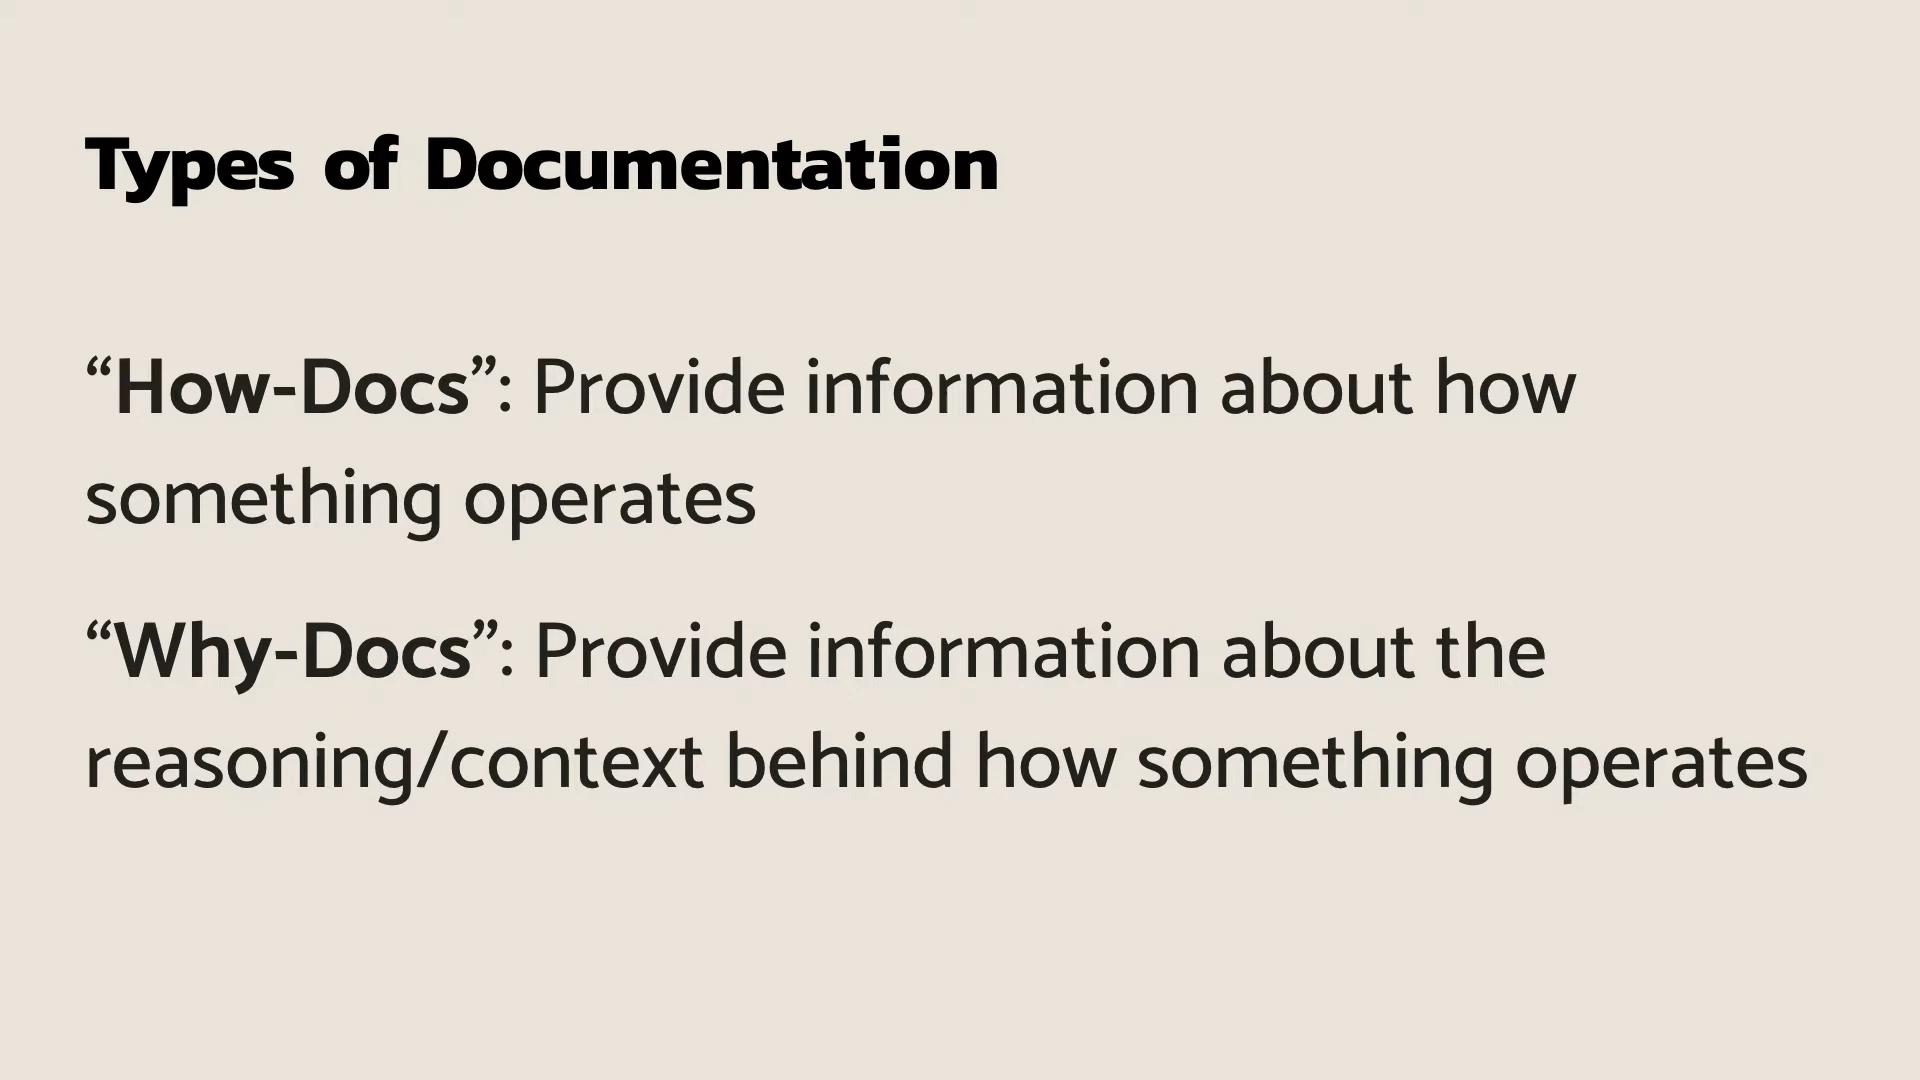 Types of Documentation
“How-Docs”: Provide information about how
something operates
“Why-Docs”: Provide information about the
reasoning/context behind how something operates